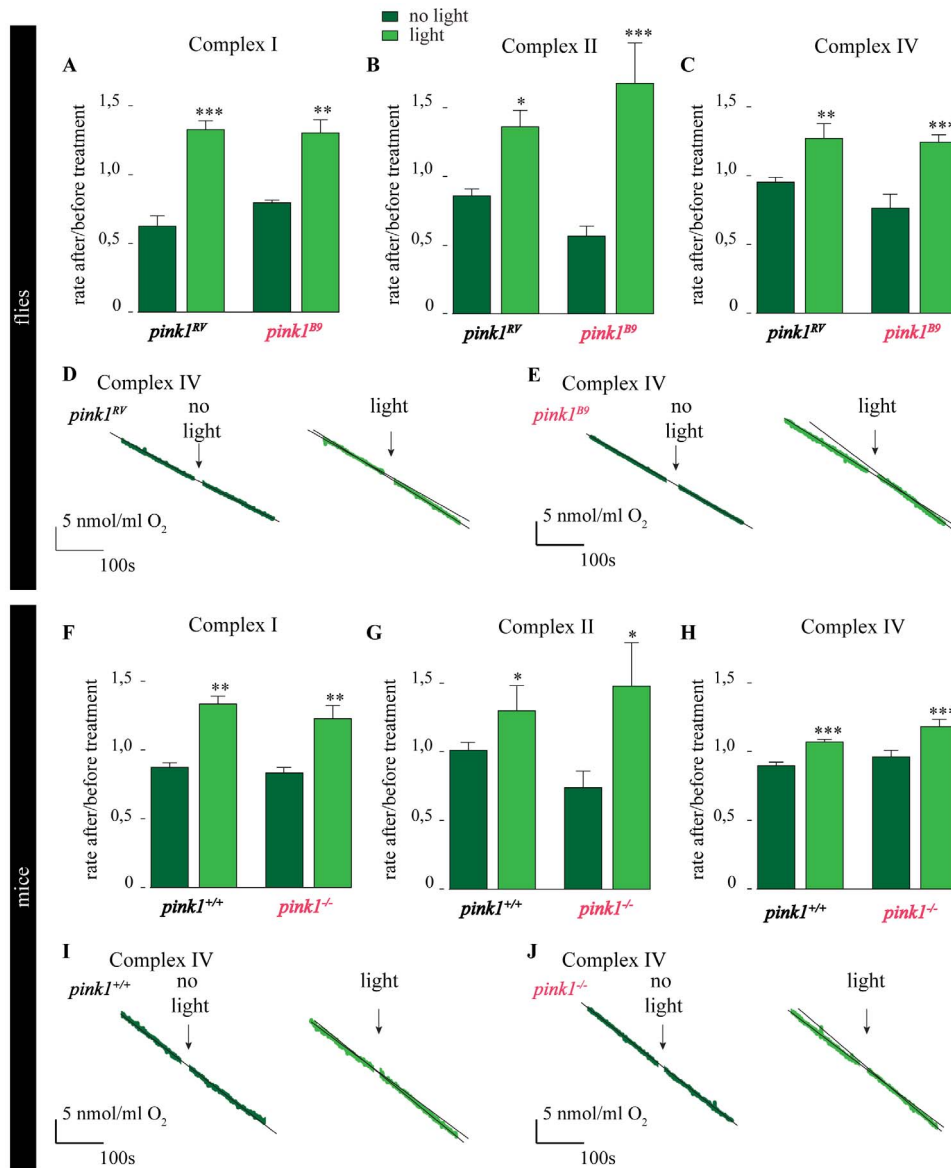 no light
light
flies
Complex I
A
rate after/before treatment
1,5
1,0
0,5
0
***
**
pink1RV
pink1B9
Complex II
B
rate after/before treatment
1,5
1,0
0,5
0
*
***
pink1RV
pink1B9
Complex IV
C
rate after/before treatment
1,5
1,0
0,5
0
**
***
pink1RV
pink1B9
D
Complex IV
pink1RV
no
light
light
5 nmol/ml O2
100s
E
Complex IV
pink1B9
no
light
light
5 nmol/ml O2
100s
mice
Complex I
F
rate after/before treatment
1,5
1,0
0,5
0
**
**
pink1+/+
pink1-/-
Complex II
G
rate after/before treatment
1,5
1,0
0,5
0
*
*
pink1+/+
pink1-/-
Complex IV
H
rate after/before treatment
1,5
1,0
0,5
0
***
***
pink1+/+
pink1-/-
I
Complex IV
pink1+/+
no
light
light
5 nmol/ml O2
100s
J
Complex IV
pink1-/-
no
light
light
5 nmol/ml O2
100s